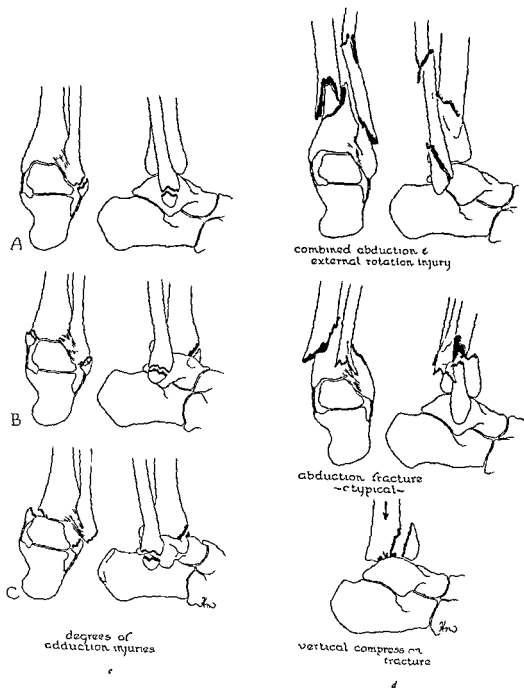 A
B
C
degrees of
adduction injuries
c
combined abduction &
external rotation injury
abduction fracture
-atypical-
vertical compression
fracture
d